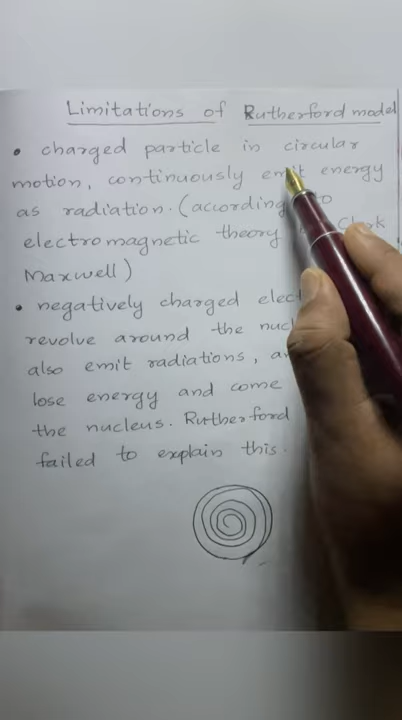 Limitations of Rutherford model
• charged particle in circular
motion, continuously emit energy
as radiation. (according
electromagnetic theory Clerk
Maxwell)
• negatively charged
revolve around the
also emit radiations,
lose energy and come
the nucleus. Rutherford
failed to explain this.